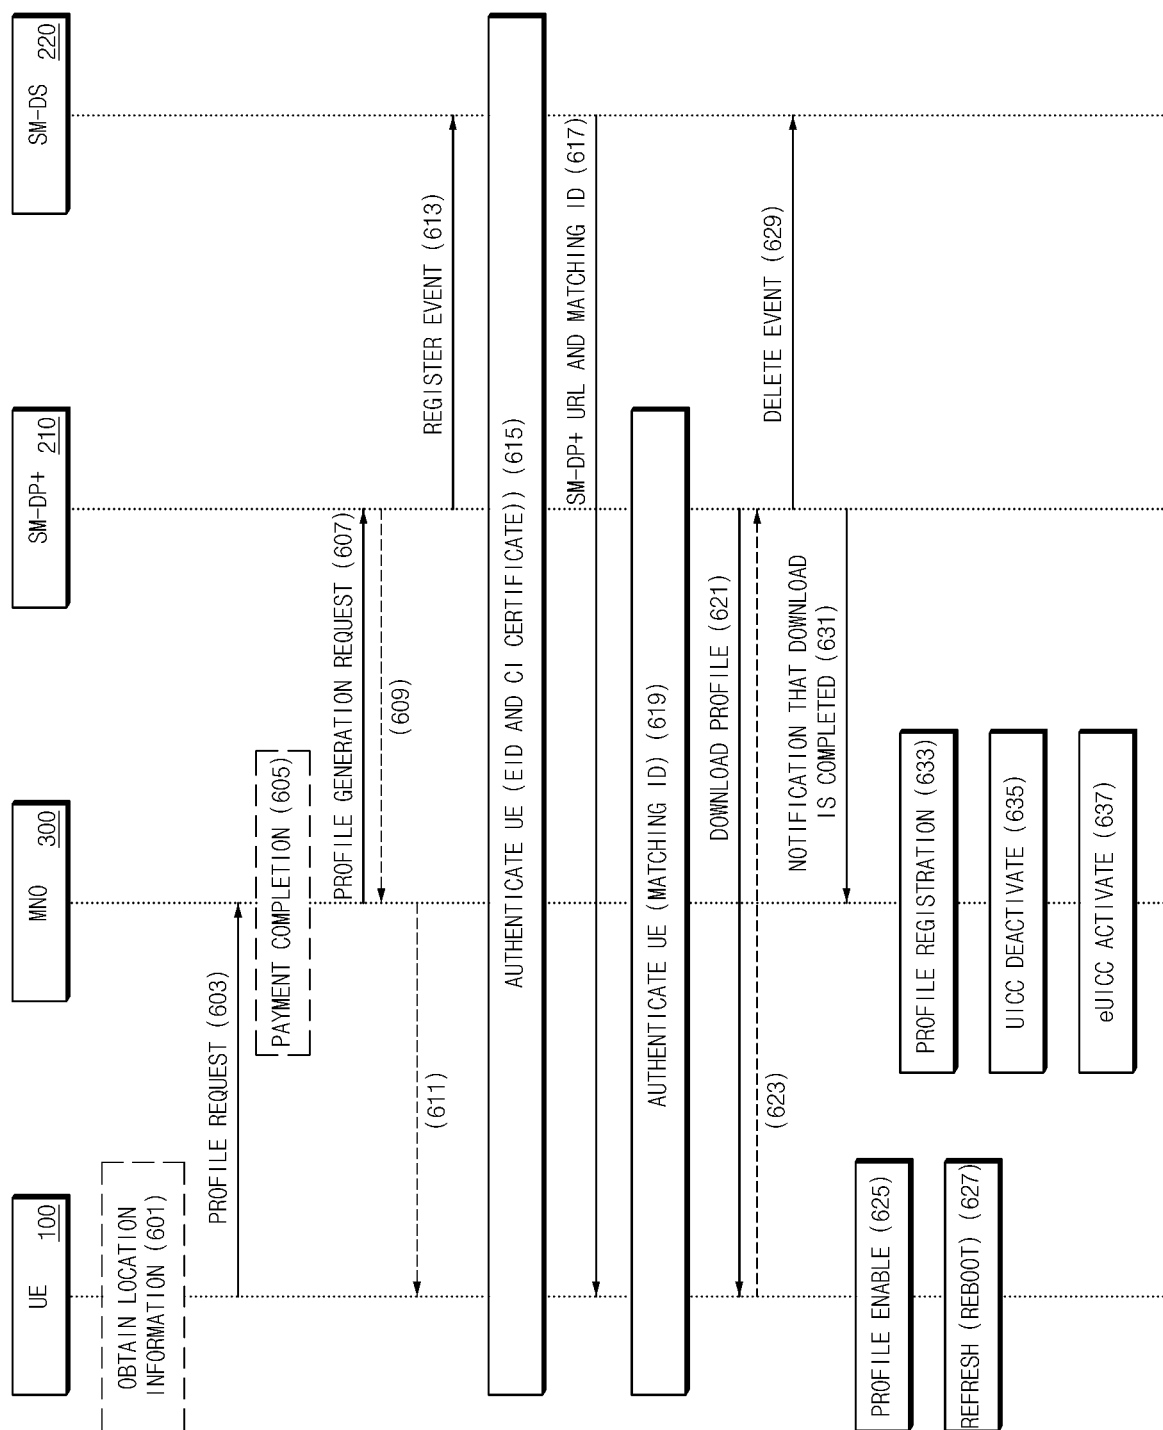 UE 100
MNO 300
SM-DP+ 210
SM-DS 220
OBTAIN LOCATION
INFORMATION (601)
PROFILE REQUEST (603)
PAYMENT COMPLETION (605)
PROFILE GENERATION REQUEST (607)
(609)
(611)
REGISTER EVENT (613)
AUTHENTICATE UE (EID AND CI CERTIFICATE)) (615)
SM-DP+ URL AND MATCHING ID (617)
AUTHENTICATE UE (MATCHING ID) (619)
DOWNLOAD PROFILE (621)
(623)
DELETE EVENT (629)
NOTIFICATION THAT DOWNLOAD
IS COMPLETED (631)
PROFILE ENABLE (625)
PROFILE REGISTRATION (633)
REFRESH (REBOOT) (627)
UICC DEACTIVATE (635)
eUICC ACTIVATE (637)